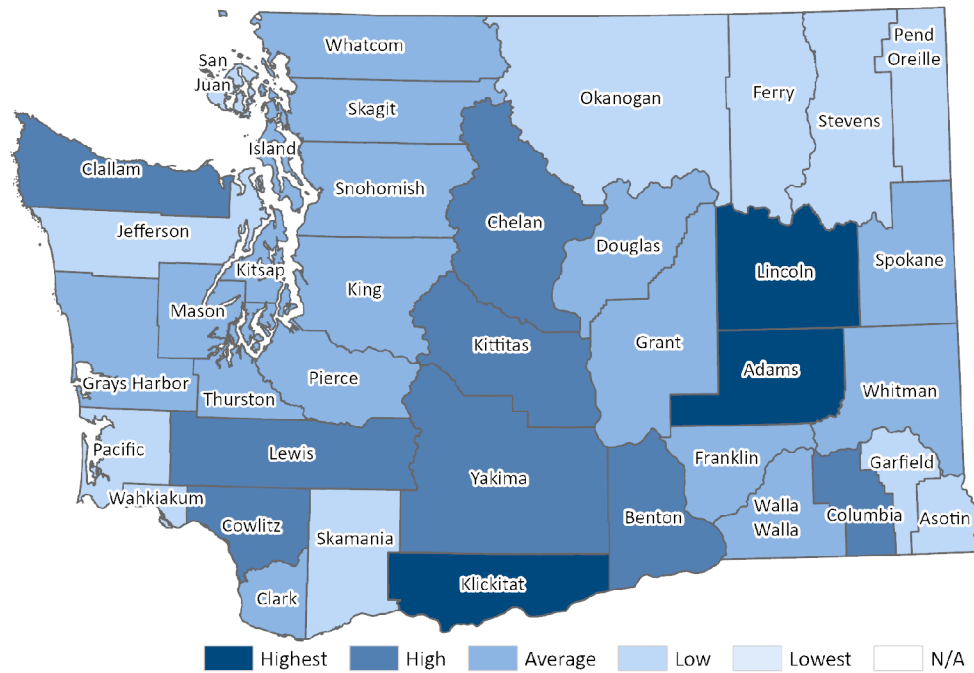 Whatcom
Pend
Oreille
San
Juan
Skagit
Okanogan
Ferry
Stevens
Island
Clallam
Snohomish
Chelan
Jefferson
Douglas
Kitsap
Lincoln
Spokane
King
Mason
Kittitas
Grant
Adams
Pierce
Grays Harbor
Thurston
Whitman
Pacific
Lewis
Yakima
Franklin
Garfield
Wahkiakum
Cowlitz
Skamania
Benton
Walla
Walla
Columbia
Asotin
Clark
Klickitat
Highest
High
Average
Low
Lowest
N/A